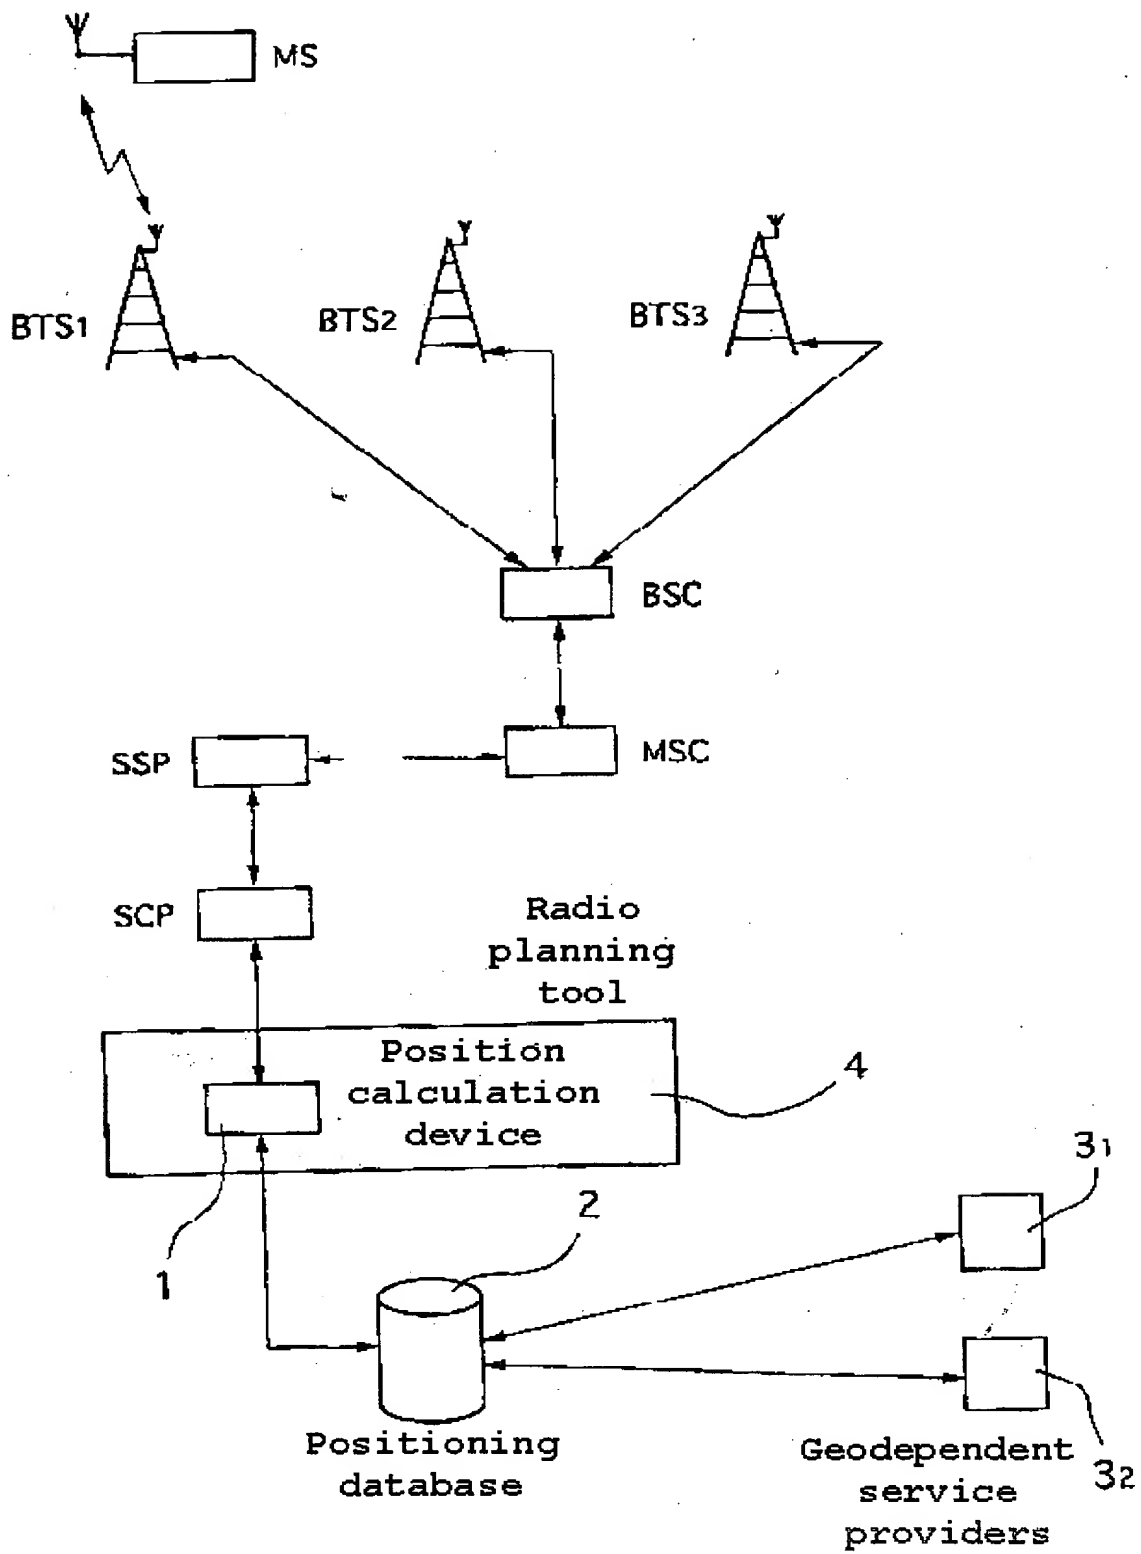 MS
BTS1
BTS2
BTS3
BSC
MSC
SSP
SCP
Radio
planning
tool
Position
calculation
device
4
1
2
31
32
Positioning
database
Geodependent
service
providers